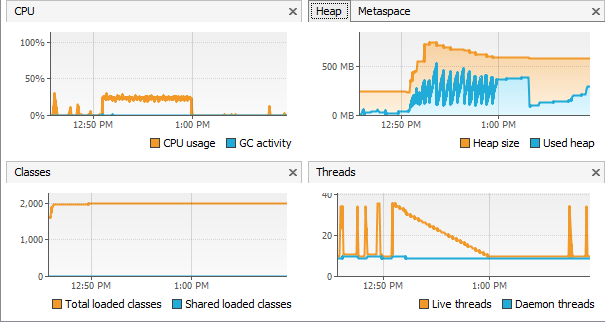 CPU
100%
50%
0%
12:50 PM
1:00 PM
CPU usage
GC activity
Heap
Metaspace
500 MB
0 MB
12:50 PM
1:00 PM
Heap size
Used heap
Classes
2,000
1,000
0
12:50 PM
1:00 PM
Total loaded classes
Shared loaded classes
Threads
40
20
0
12:50 PM
1:00 PM
Live threads
Daemon threads